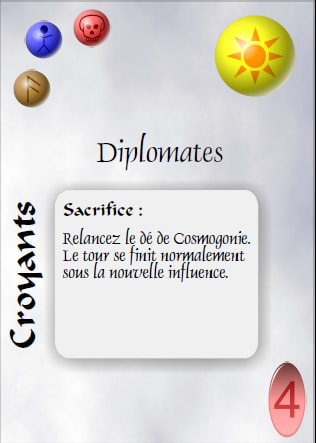 Diplomates
Croyants
Sacrifice :
Relancez le dé de Cosmogonie.
Le tour se finit normalement
sous la nouvelle influence.
4